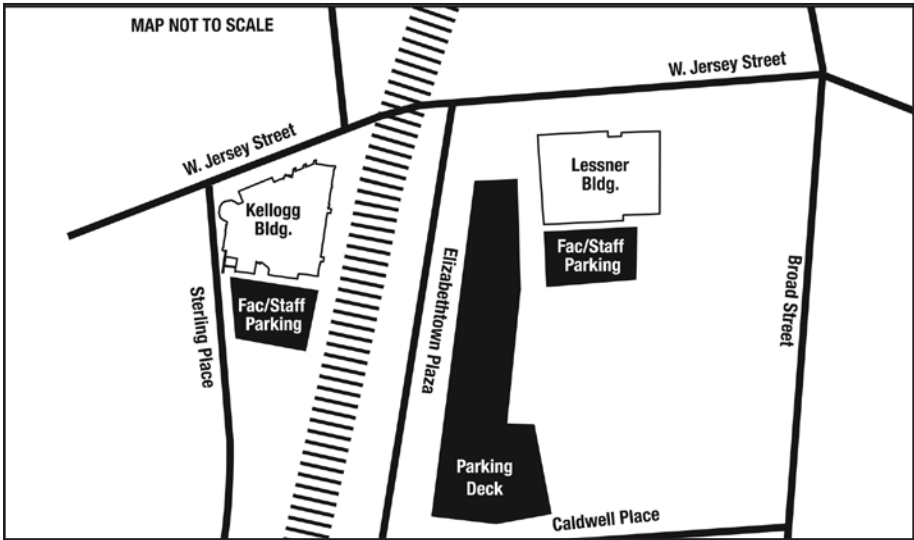 MAP NOT TO SCALE
W. Jersey Street
W. Jersey Street
Lessner
Bldg.
Kellogg
Bldg.
Fac/Staff
Parking
Elizabethtown Plaza
Broad Street
Sterling Place
Fac/Staff
Parking
Parking
Deck
Caldwell Place